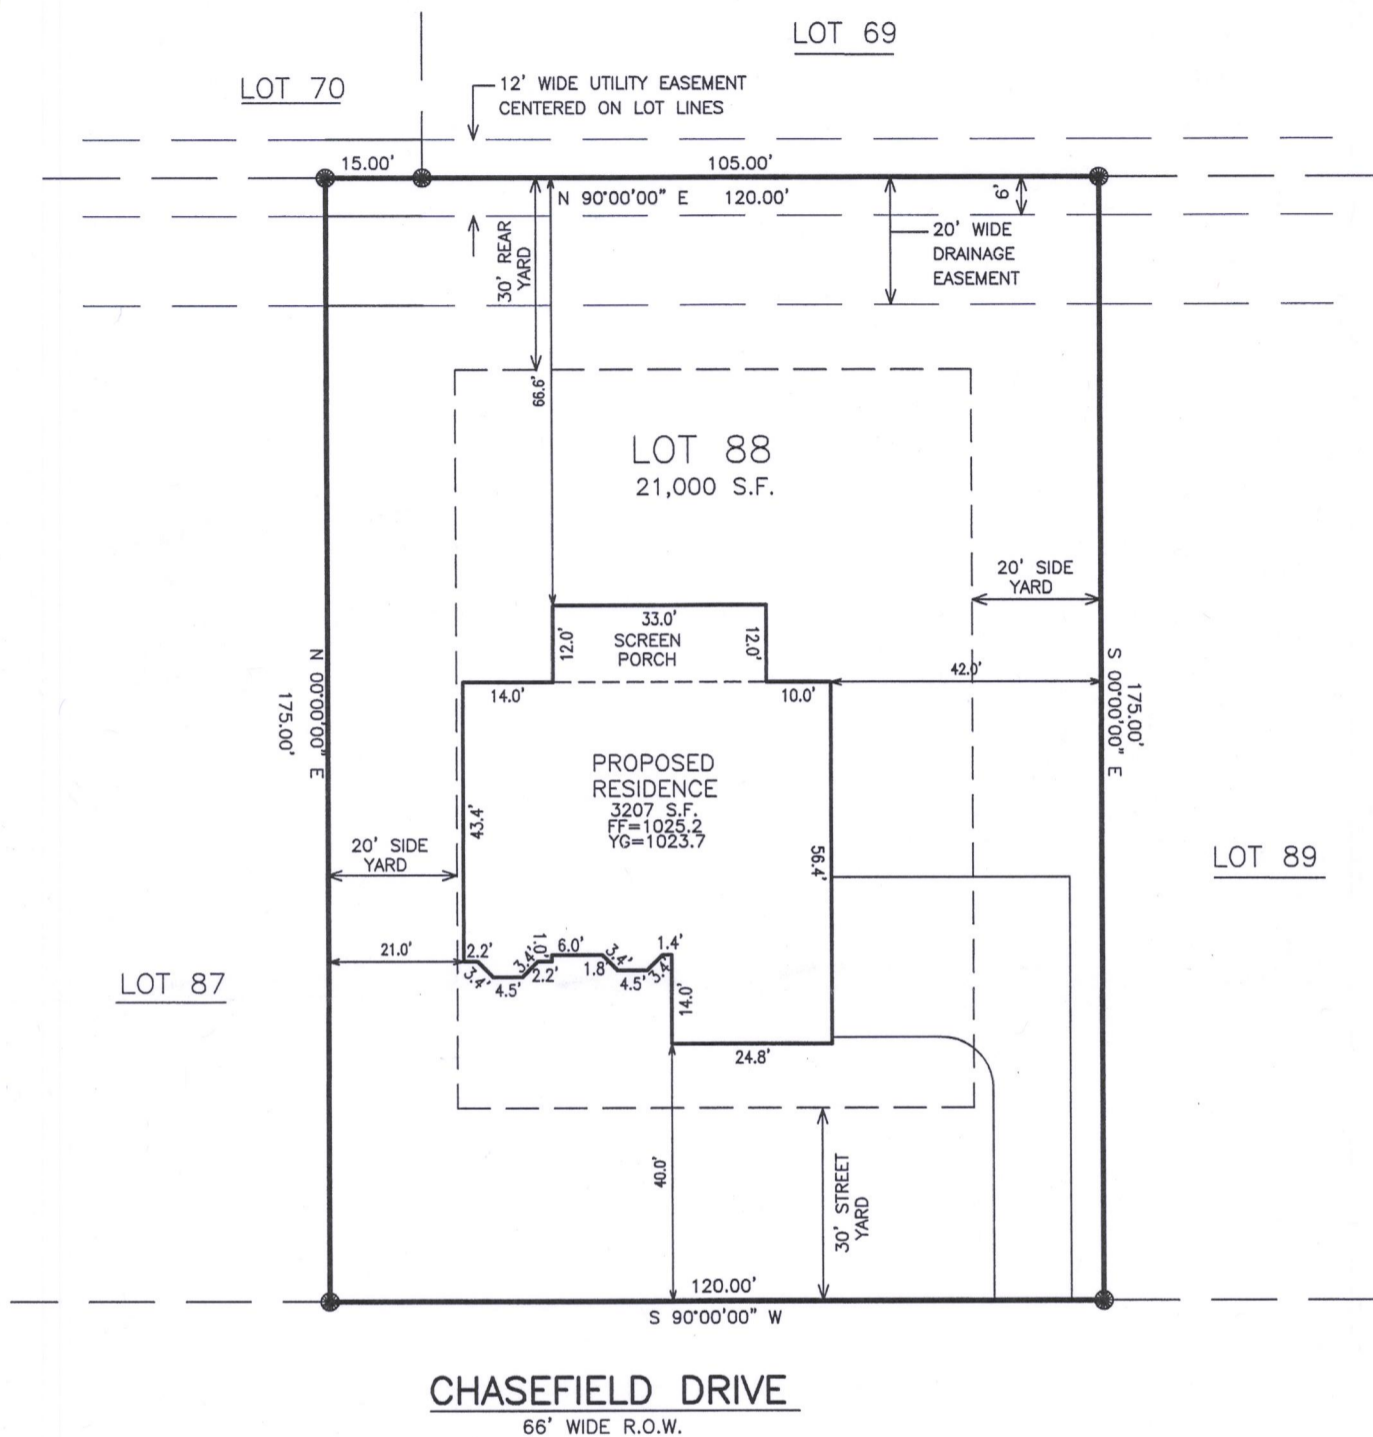 LOT 69
LOT 70
12' WIDE UTILITY EASEMENT
CENTERED ON LOT LINES
15.00'
105.00'
N 90°00'00" E 120.00'
6'
30' REAR
YARD
20' WIDE
DRAINAGE
EASEMENT
66.6'
LOT 88
21,000 S.F.
20' SIDE
YARD
33.0'
SCREEN
PORCH
12.0'
12.0'
14.0'
10.0'
42.0'
N 00°00'00" E
175.00'
S 00°00'00" E
175.00'
PROPOSED
RESIDENCE
3207 S.F.
FF=1025.2
YG=1023.7
43.4'
56.4'
20' SIDE
YARD
LOT 89
21.0'
2.2'
3.4'
4.5'
3.4'
2.2'
1.0'
6.0'
1.8'
3.4'
4.5'
3.4'
1.4'
14.0'
LOT 87
24.8'
40.0'
30' STREET
YARD
120.00'
S 90°00'00" W
CHASEFIELD DRIVE
66' WIDE R.O.W.